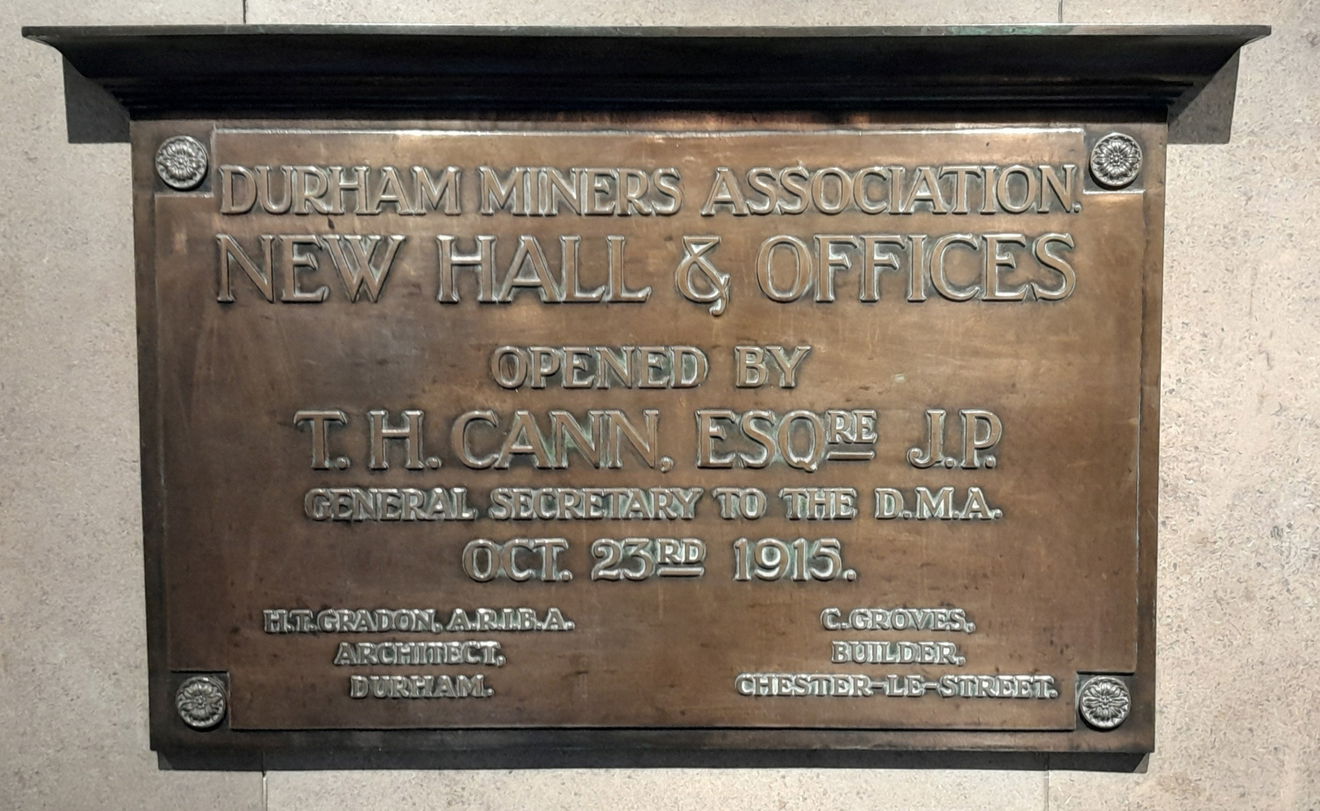 DURHAM MINERS ASSOCIATION.
NEW HALL & OFFICES
OPENED BY
T. H. CANN, ESQRE J.P.
GENERAL SECRETARY TO THE D.M.A.
OCT. 23RD 1915.
H.T. GRADON, A.R.I.B.A.
ARCHITECT,
DURHAM.
C. GROVES,
BUILDER,
CHESTER-LE-STREET.